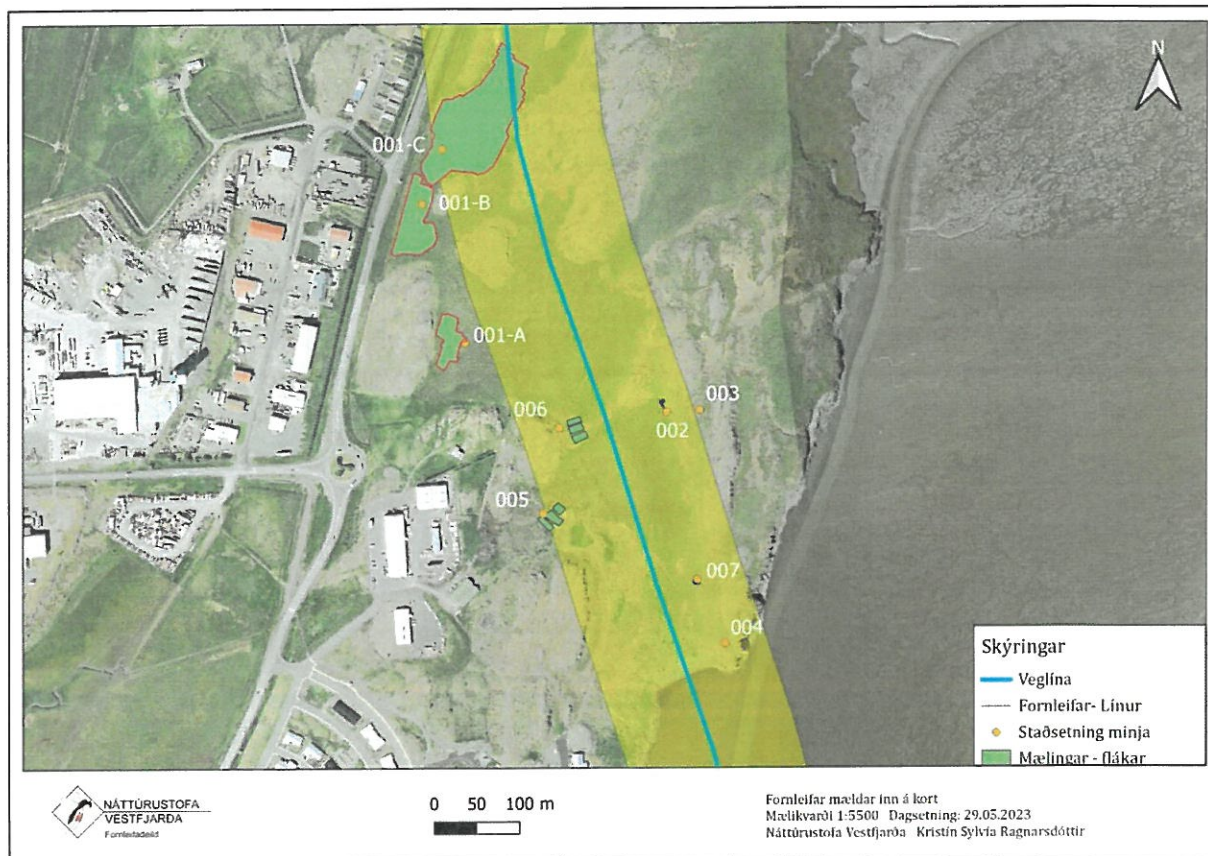 N
001-C
001-B
001-A
003
006
002
005
007
004
Skýringar
Veglína
Fornleifar- Línur
Staðsetning minja
Mælingar - flákar
NÁTTÚRUSTOFA
VESTFJARÐA
Fornleifadeild
0 50 100 m
Fornleifar mældar inn á kort
Mælikvarði 1:5500 Dagsetning: 29.05.2023
Náttúrustofa Vestfjarða Kristín Sylvía Ragnarsdóttir